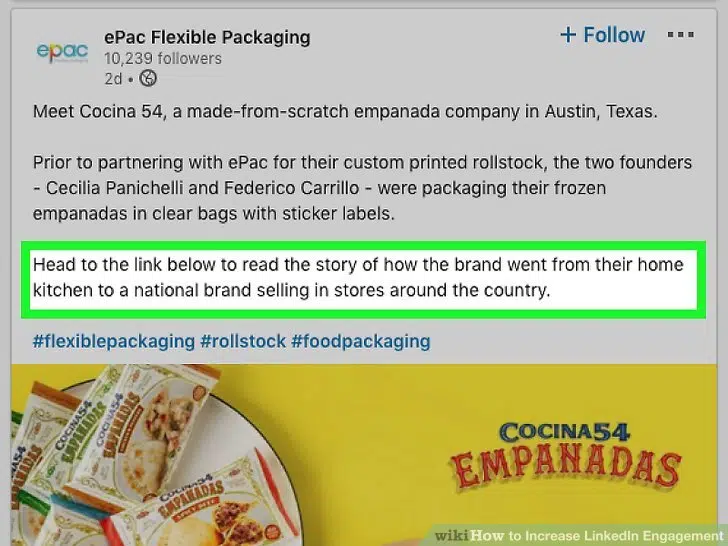 ePac Flexible Packaging
+ Follow
epac
10,239 followers
2d •
Meet Cocina 54, a made-from-scratch empanada company in Austin, Texas.
Prior to partnering with ePac for their custom printed rollstock, the two founders
- Cecilia Panichelli and Federico Carrillo - were packaging their frozen
empanadas in clear bags with sticker labels.
Head to the link below to read the story of how the brand went from their home
kitchen to a national brand selling in stores around the country.
#flexiblepackaging #rollstock #foodpackaging
COCINA54
EMPANADAS
COCINA54
EMPANADAS
COCINA54
EMPANADAS
COCINA54
EMPANADAS
SPICY BEEF
wikiHow to Increase LinkedIn Engagement